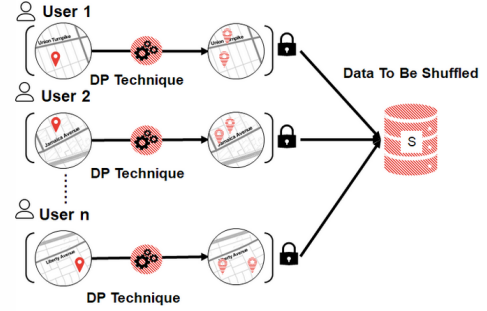 User 1
Union Turnpike
Union Turnpike
DP Technique
Data To Be Shuffled
User 2
Jamaica Avenue
Jamaica Avenue
S
DP Technique
User n
Liberty Avenue
Liberty Avenue
DP Technique